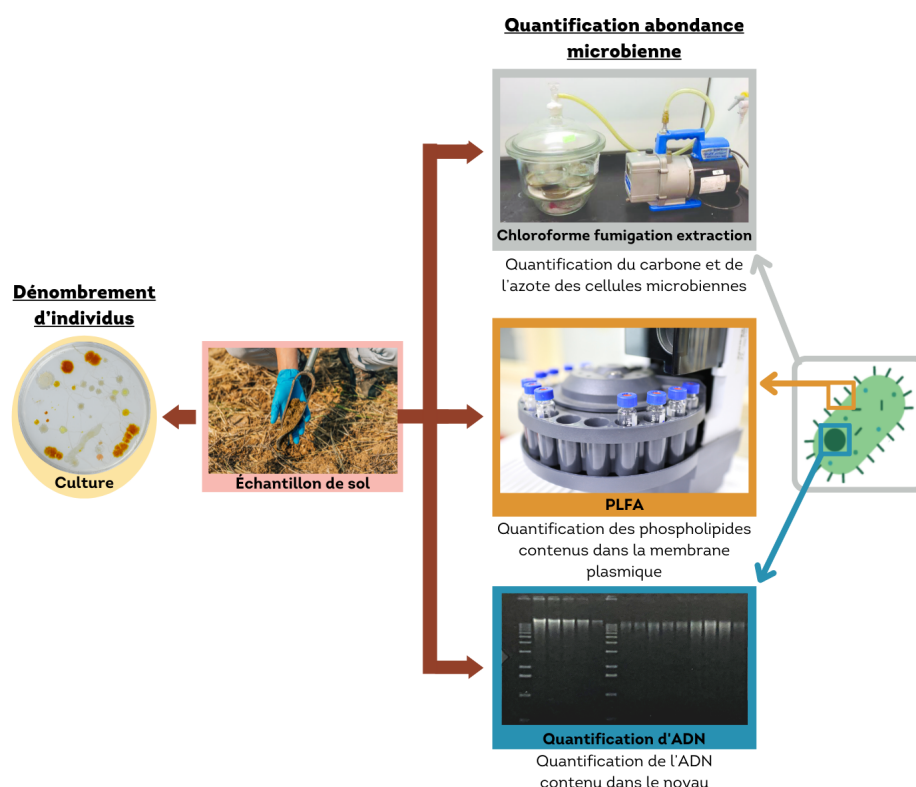 Quantification abondance
microbienne
Chloroforme fumigation extraction
Quantification du carbone et de
l'azote des cellules microbiennes
Dénombrement
d'individus
Culture
Échantillon de sol
PLFA
Quantification des phospholipides
contenus dans la membrane
plasmique
Quantification d'ADN
Quantification de l'ADN
contenu dans le noyau